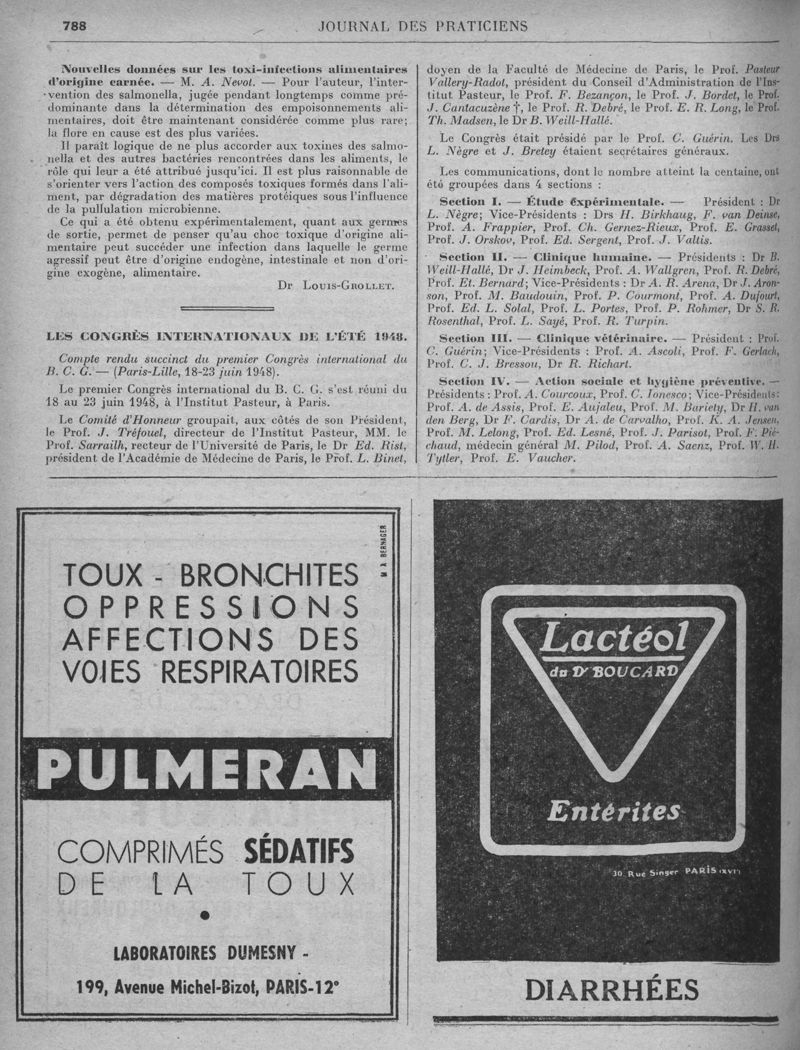 788
JOURNAL DES PRATICIENS
Nouvelles données sur les toxi-infections alimentaires
d'origine carnée. — M. A. Nevot. — Pour l'auteur, l'inter-
vention des salmonella, jugée pendant longtemps comme pré-
dominante dans la détermination des empoisonnements ali-
mentaires, doit être maintenant considérée comme plus rare;
la flore en cause est des plus variées.
Il paraît logique de ne plus accorder aux toxines des salmo-
nella et des autres bactéries rencontrées dans les aliments, le
rôle qui leur a été attribué jusqu'ici. Il est plus raisonnable de
s'orienter vers l'action des composés toxiques formés dans l'ali-
ment, par dégradation des matières protéiques sous l'influence
de la pullulation microbienne.
Ce qui a été obtenu expérimentalement, quant aux germes
de sortie, permet de penser qu'au choc toxique d'origine ali-
mentaire peut succéder une infection dans laquelle le germe
agressif peut être d'origine endogène, intestinale et non d'ori-
gine exogène, alimentaire.
Dr LOUIS-GROLLET.
LES CONGRÈS INTERNATIONAUX DE L'ÉTÉ 1948.
Compte rendu succinct du premier Congrès international du
B. C. G. — (Paris-Lille, 18-23 juin 1948).
Le premier Congrès international du B. C. G. s'est réuni du
18 au 23 juin 1948, à l'Institut Pasteur, à Paris.
Le Comité d'Honneur groupait, aux côtés de son Président,
le Prof. J. Tréfouel, directeur de l'Institut Pasteur, MM. le
Prof. Sarrailh, recteur de l'Université de Paris, le Dr Ed. Rist,
président de l'Académie de Médecine de Paris, le Prof. L. Binet,
doyen de la Faculté de Médecine de Paris, le Prof. Pasteur
Vallery-Radot, président du Conseil d'Administration de l'Ins-
titut Pasteur, le Prof. F. Bezançon, le Prof. J. Bordet, le Prof.
J. Cantacuzène †, le Prof. R. Debré, le Prof. E. R. Long, le Prof.
Th. Madsen, le Dr B. Weill-Hallé.
Le Congrès était présidé par le Prof. C. Guérin. Les Drs
L. Nègre et J. Bretey étaient secrétaires généraux.
Les communications, dont le nombre atteint la centaine, ont
été groupées dans 4 sections :
Section I. — Étude expérimentale. — Président : Dr
L. Nègre; Vice-Présidents : Drs H. Birkhaug, F. van Deinse,
Prof. A. Frappier, Prof. Ch. Gernez-Rieux, Prof. E. Grasset,
Prof. J. Orskov, Prof. Ed. Sergent, Prof. J. Valtis.
Section II. — Clinique humaine. — Présidents : Dr B.
Weill-Hallé, Dr J. Heimbeck, Prof. A. Wallgren, Prof. R. Debré,
Prof. Et. Bernard; Vice-Présidents : Dr A. R. Arena, Dr J. Aron-
son, Prof. M. Baudouin, Prof. P. Courmont, Prof. A. Dufourt,
Prof. Ed. L. Solal, Prof. L. Portes, Prof. P. Rohmer, Dr S. R.
Rosenthal, Prof. L. Sayé, Prof. R. Turpin.
Section III. — Clinique vétérinaire. — Président : Prof.
C. Guérin; Vice-Présidents : Prof. A. Ascoli, Prof. F. Gerlach,
Prof. C. J. Bressou, Dr R. Richart.
Section IV. — Action sociale et hygiène préventive. —
Présidents : Prof. A. Courcoux, Prof. C. Ionesco; Vice-Présidents:
Prof. A. de Assis, Prof. E. Aujaleu, Prof. M. Bariety, Dr H. van
den Berg, Dr F. Cardis, Dr A. de Carvalho, Prof. K. A. Jensen,
Prof. M. Lelong, Prof. Ed. Lesné, Prof. J. Parisot, Prof. F. Pié-
chaud, médecin général M. Pilod, Prof. A. Saenz, Prof. W. H.
Tytler, Prof. E. Vaucher.
TOUX - BRONCHITES
OPPRESSIONS
AFFECTIONS DES
VOIES RESPIRATOIRES
PULMERAN
COMPRIMÉS SÉDATIFS
DE LA TOUX
LABORATOIRES DUMESNY -
199, Avenue Michel-Bizot, PARIS-12°
BERNAGER
Lactéol
du Dr BOUCARD
Entérites
30 Rue Singer PARIS (XVIe)
DIARRHÉES